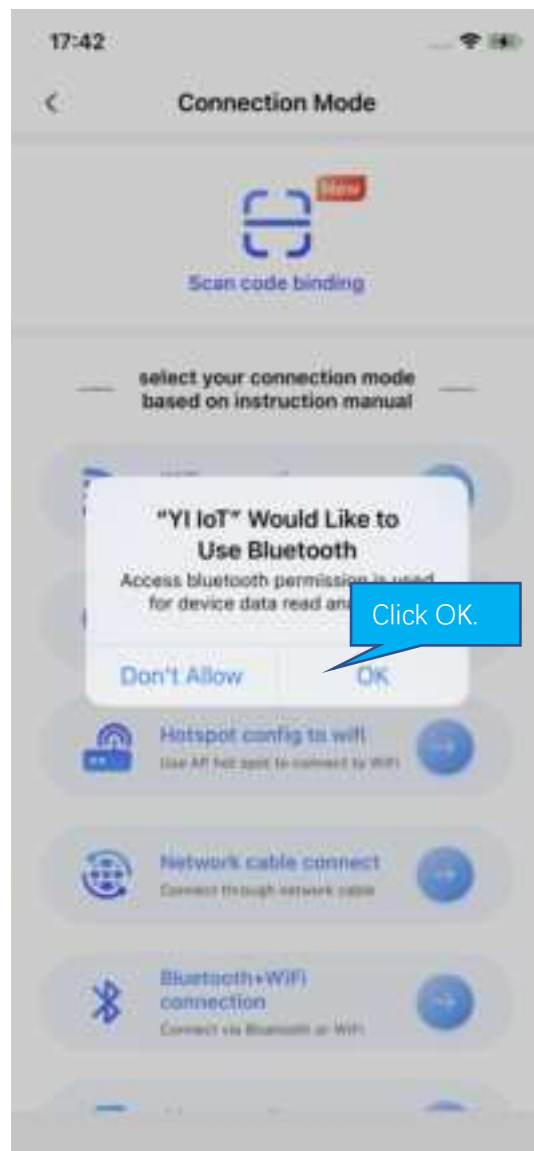 17:42
Connection Mode
New
Scan code binding
select your connection mode
based on instruction manual
"YI IoT" Would Like to
Use Bluetooth
Access bluetooth permission is used
for device data read an
Click OK.
Don't Allow
OK
Hotspot config to wifi
Use AP hot spot to connect to WiFi
Network cable connect
Connect through network cable
Bluetooth+WiFi
connection
Connect via Bluetooth or WiFi